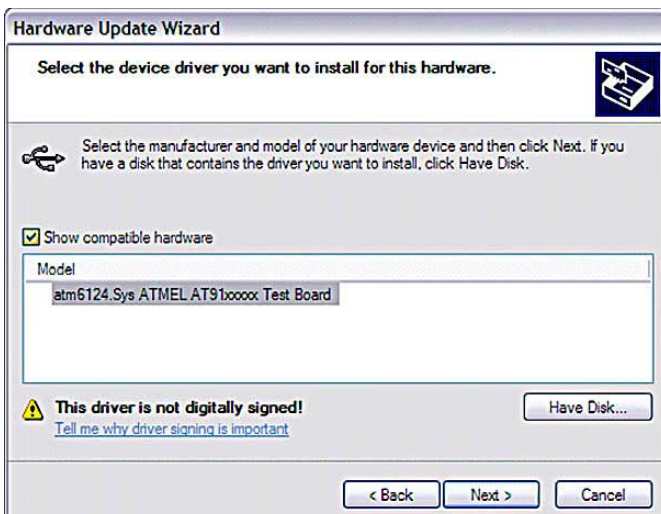 Hardware Update Wizard
Select the device driver you want to install for this hardware.
Select the manufacturer and model of your hardware device and then click Next. If you
have a disk that contains the driver you want to install, click Have Disk.
Show compatible hardware
Model
atm6124.Sys ATMEL AT91xxxxx Test Board
This driver is not digitally signed!
Have Disk...
Tell me why driver signing is important
< Back
Next >
Cancel